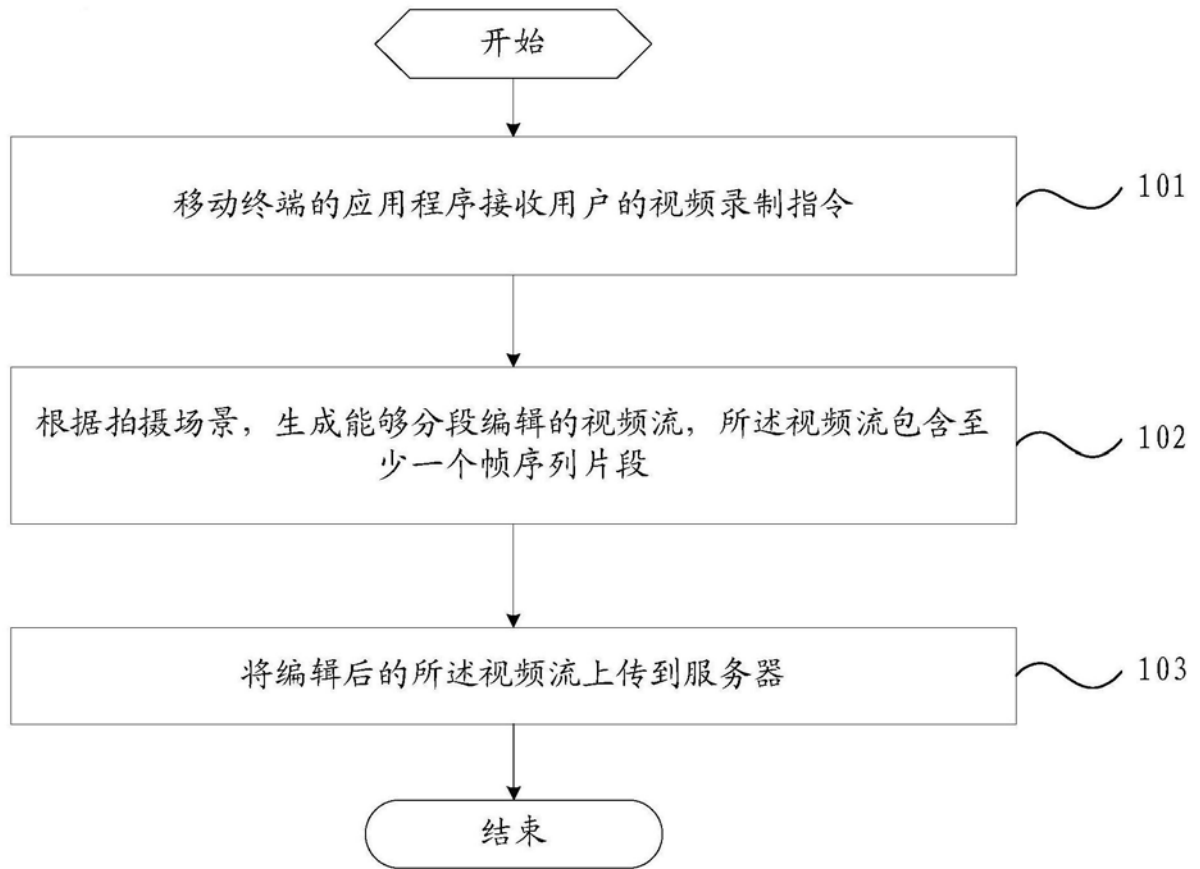 开始
移动终端的应用程序接收用户的视频录制指令
101
根据拍摄场景，生成能够分段编辑的视频流，所述视频流包含至
少一个帧序列片段
102
将编辑后的所述视频流上传到服务器
103
结束